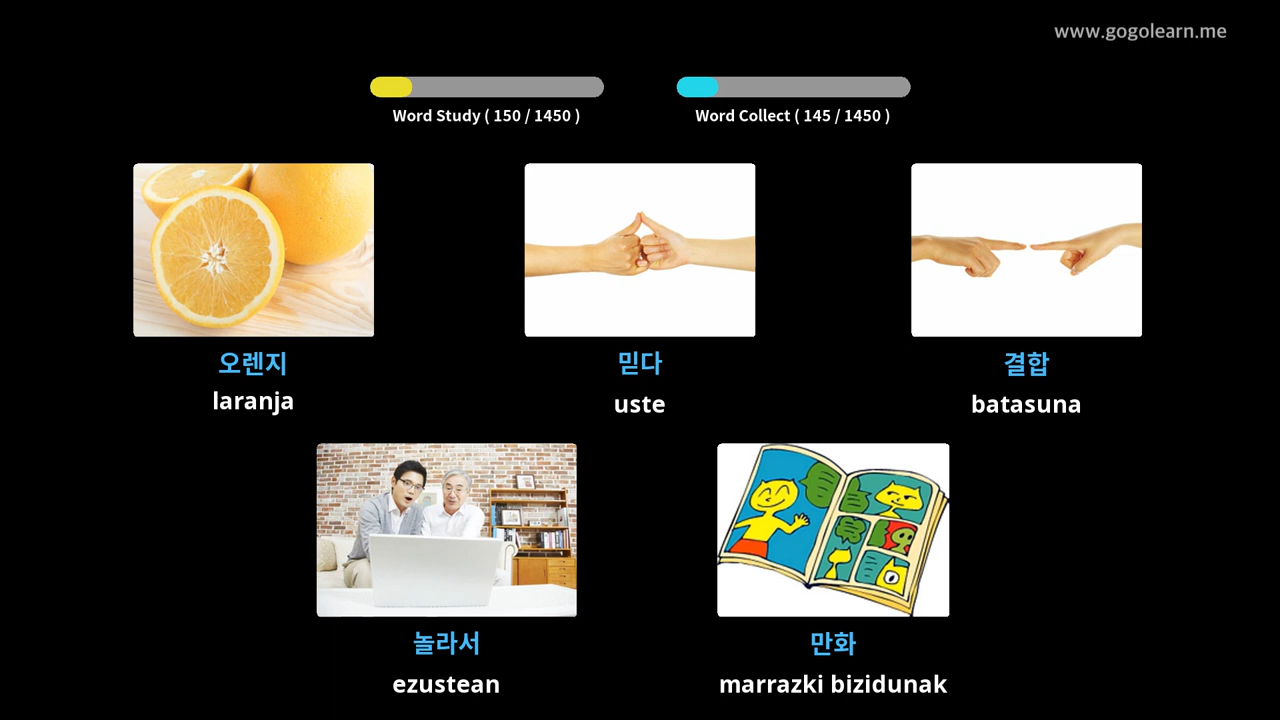 www.gogolearn.me
Word Study ( 150 / 1450 )
Word Collect ( 145 / 1450 )
오렌지
laranja
믿다
uste
결합
batasuna
놀라서
ezustean
만화
marrazki bizidunak